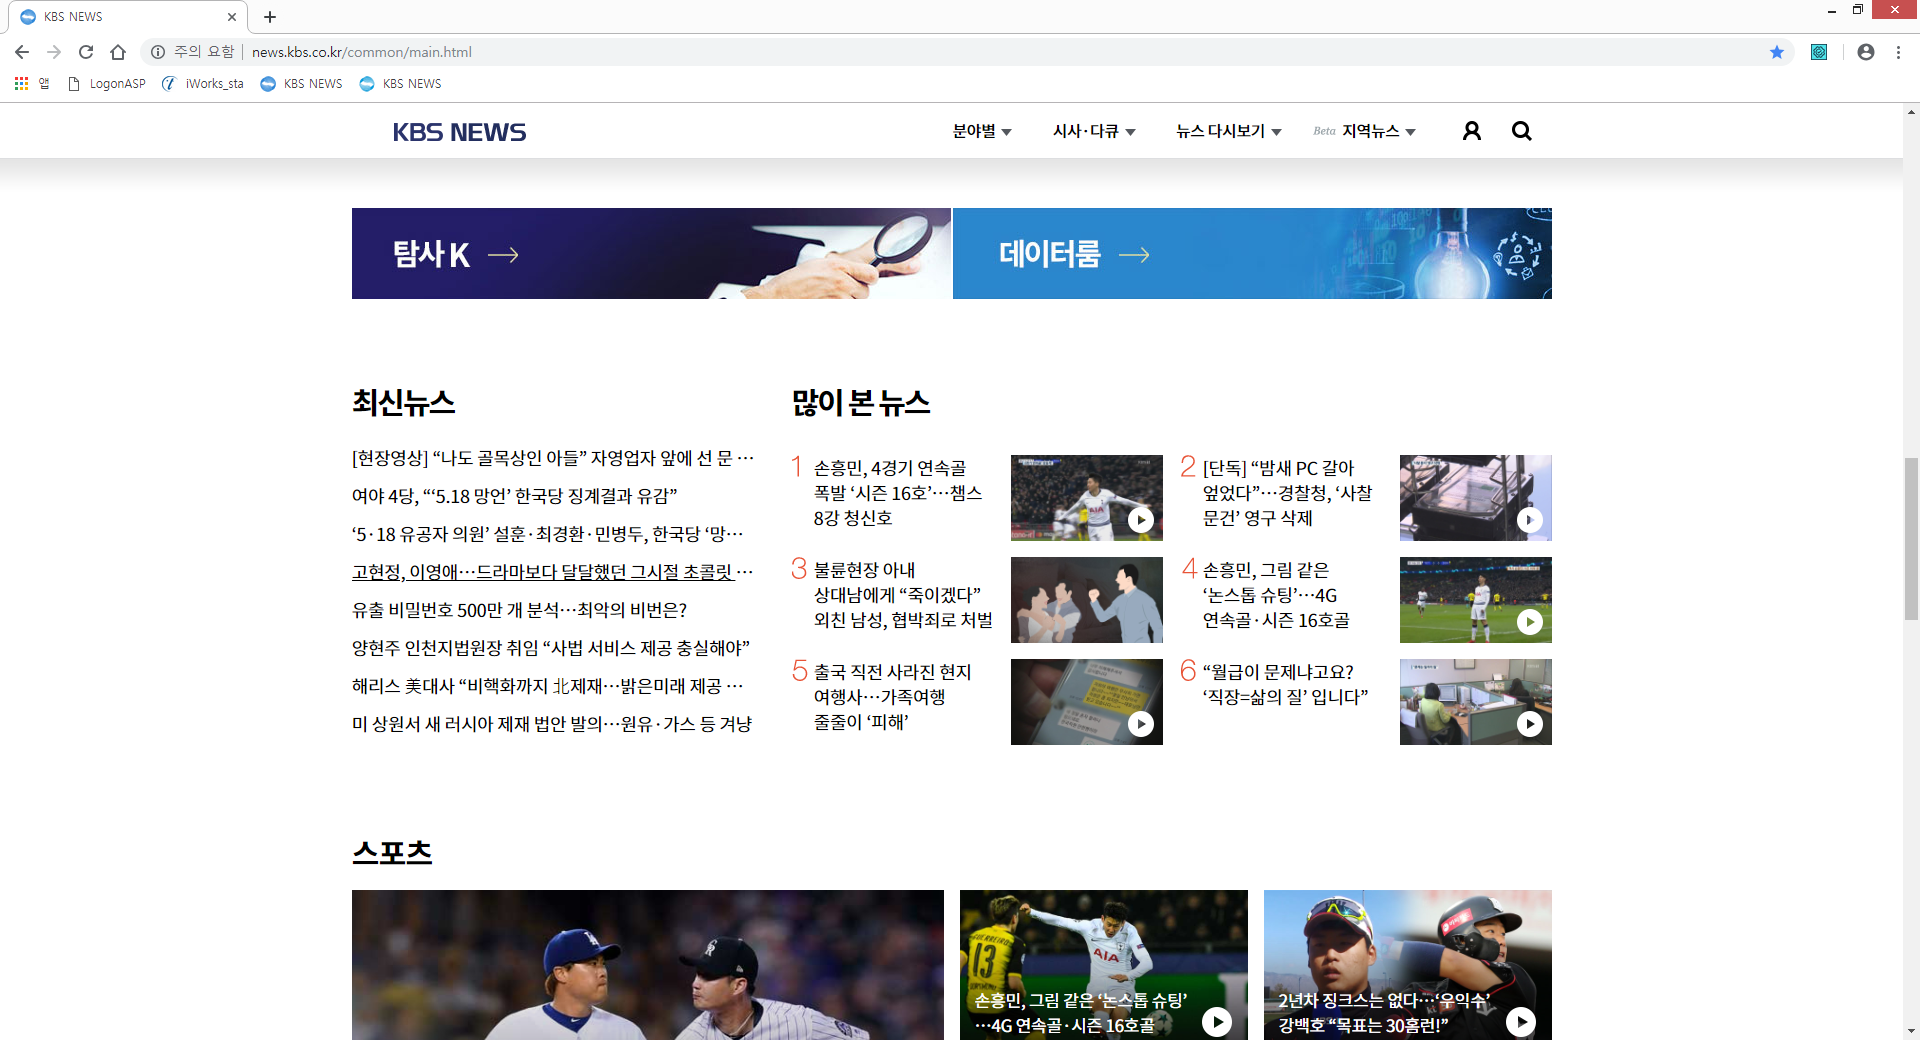 KBS NEWS
주의 요함
news.kbs.co.kr/common/main.html
앱
LogonASP
iWorks_sta
KBS NEWS
KBS NEWS
KBS NEWS
분야별
시사·다큐
뉴스 다시보기
Beta 지역뉴스
탐사 K
데이터룸
최신뉴스
[현장영상] “나도 골목상인 아들” 자영업자 앞에 선 문 …
여야 4당, “‘5.18 망언’ 한국당 징계결과 유감”
‘5·18 유공자 의원’ 설훈·최경환·민병두, 한국당 ‘망…
고현정, 이영애…드라마보다 달달했던 그시절 초콜릿 …
유출 비밀번호 500만 개 분석…최악의 비번은?
양현주 인천지법원장 취임 “사법 서비스 제공 충실해야”
해리스 美대사 “비핵화까지 北제재…밝은미래 제공 …
미 상원서 새 러시아 제재 법안 발의…원유·가스 등 겨냥
많이 본 뉴스
1 손흥민, 4경기 연속골
폭발 ‘시즌 16호’…챔스
8강 청신호
2 [단독] “밤새 PC 갈아
엎었다”…경찰청, ‘사찰
문건’ 영구 삭제
3 불륜현장 아내
상대남에게 “죽이겠다”
외친 남성, 협박죄로 처벌
4 손흥민, 그림 같은
‘논스톱 슈팅’…4G
연속골·시즌 16호골
5 출국 직전 사라진 현지
여행사…가족여행
줄줄이 ‘피해’
6 “월급이 문제냐고요?
‘직장=삶의 질’ 입니다”
스포츠
LA
CR
13
AIA
손흥민, 그림 같은 ‘논스톱 슈팅’
…4G 연속골·시즌 16호골
2년차 징크스는 없다…‘우익수’
강백호 “목표는 30홈런!”